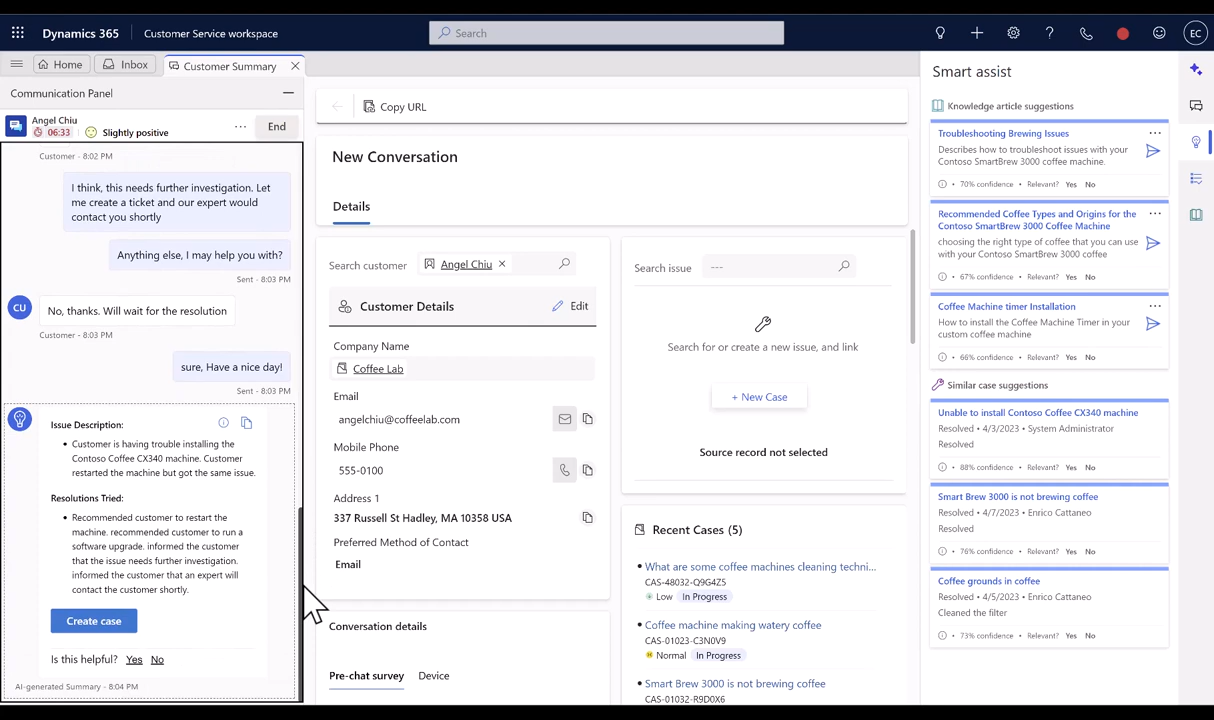 Dynamics 365
Customer Service workspace
Search
EC
Home
Inbox
Customer Summary
Communication Panel
Angel Chiu
06:33
Slightly positive
End
Customer - 8:02 PM
I think, this needs further investigation. Let
me create a ticket and our expert would
contact you shortly
Anything else, I may help you with?
Sent - 8:03 PM
CU
No, thanks. Will wait for the resolution
Customer - 8:03 PM
sure, Have a nice day!
Sent - 8:03 PM
Issue Description:
• Customer is having trouble installing the
Contoso Coffee CX340 machine. Customer
restarted the machine but got the same issue.
Resolutions Tried:
• Recommended customer to restart the
machine. recommended customer to run a
software upgrade. informed the customer
that the issue needs further investigation.
informed the customer that an expert will
contact the customer shortly.
Create case
Is this helpful? Yes No
AI-generated Summary - 8:04 PM
Copy URL
New Conversation
Details
Search customer
Angel Chiu
Customer Details
Edit
Company Name
Coffee Lab
Email
angelchiu@coffeelab.com
Mobile Phone
555-0100
Address 1
337 Russell St Hadley, MA 10358 USA
Preferred Method of Contact
Email
Conversation details
Pre-chat survey
Device
Search issue
---
Search for or create a new issue, and link
+ New Case
Source record not selected
Recent Cases (5)
• What are some coffee machines cleaning techni...
CAS-48032-Q9G4Z5
Low In Progress
• Coffee machine making watery coffee
CAS-01023-C3N0V9
Normal In Progress
• Smart Brew 3000 is not brewing coffee
CAS-01032-R9D0X6
Smart assist
Knowledge article suggestions
Troubleshooting Brewing Issues
Describes how to troubleshoot issues with your
Contoso SmartBrew 3000 coffee machine.
70% confidence • Relevant? Yes No
Recommended Coffee Types and Origins for the
SmartBrew 3000 Coffee Machine
choosing the right type of coffee that you can use
with your Contoso SmartBrew 3000 coffee
67% confidence • Relevant? Yes No
Coffee Machine timer Installation
How to install the Coffee Machine Timer in your
custom coffee machine
66% confidence • Relevant? Yes No
Similar case suggestions
Unable to install Contoso Coffee CX340 machine
Resolved • 4/3/2023 • System Administrator
Resolved
88% confidence • Relevant? Yes No
Smart Brew 3000 is not brewing coffee
Resolved • 4/7/2023 • Enrico Cattaneo
Resolved
76% confidence • Relevant? Yes No
Coffee grounds in coffee
Resolved • 4/5/2023 • Enrico Cattaneo
Cleaned the filter
73% confidence • Relevant? Yes No